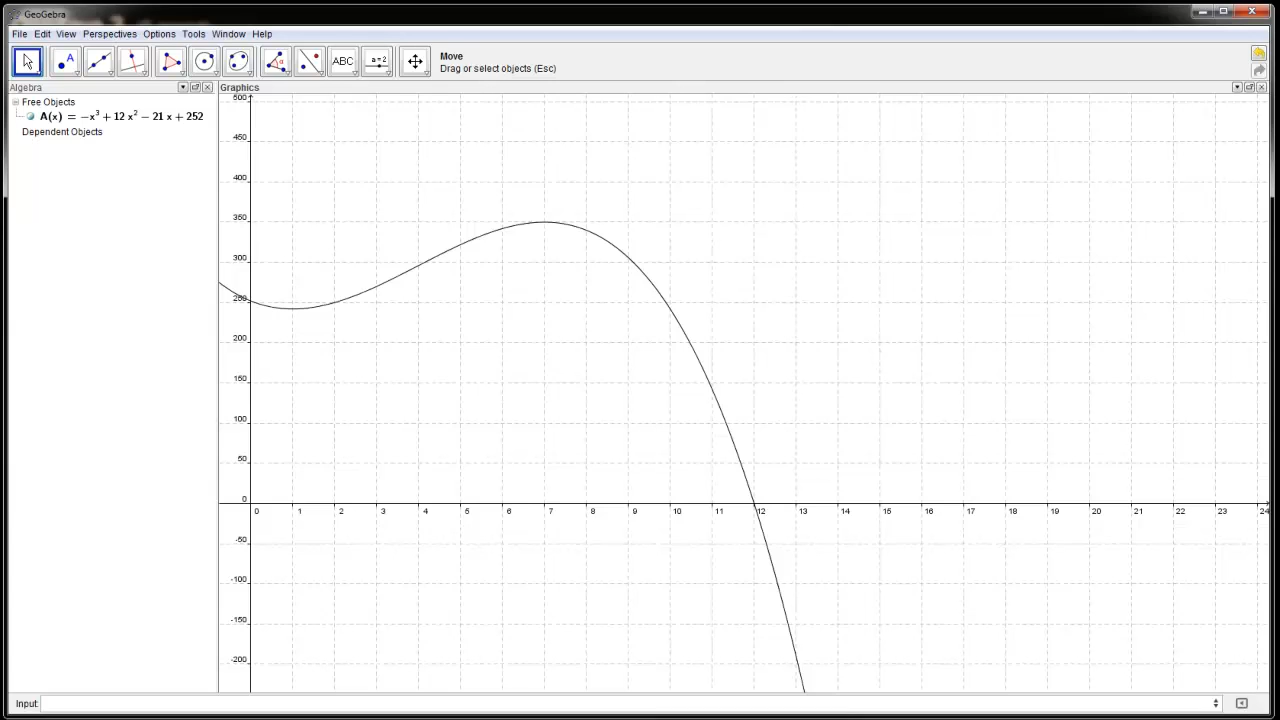 GeoGebra
File Edit View Perspectives Options Tools Window Help
A
α
ABC
a=2
Move
Drag or select objects (Esc)
Algebra
Graphics
Free Objects
A(x) = −x³ + 12 x² − 21 x + 252
Dependent Objects
500
450
400
350
300
250
200
150
100
50
0
-50
-100
-150
-200
0 1 2 3 4 5 6 7 8 9 10 11 12 13 14 15 16 17 18 19 20 21 22 23 24
Input: